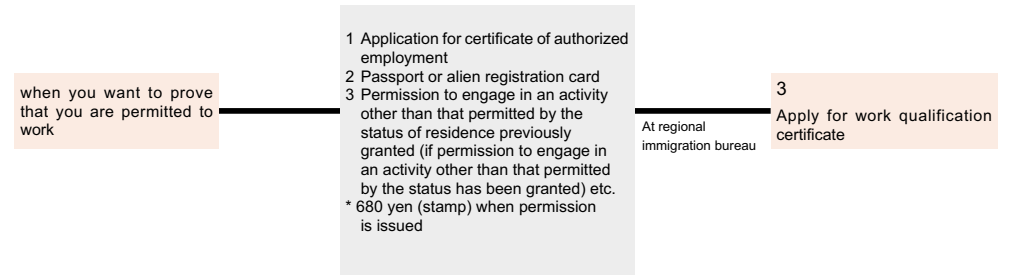 when you want to prove
that you are permitted to
work
1 Application for certificate of authorized
employment
2 Passport or alien registration card
3 Permission to engage in an activity
other than that permitted by the
status of residence previously
granted (if permission to engage in
an activity other than that permitted
by the status has been granted) etc.
* 680 yen (stamp) when permission
is issued
At regional
immigration bureau
3
Apply for work qualification
certificate